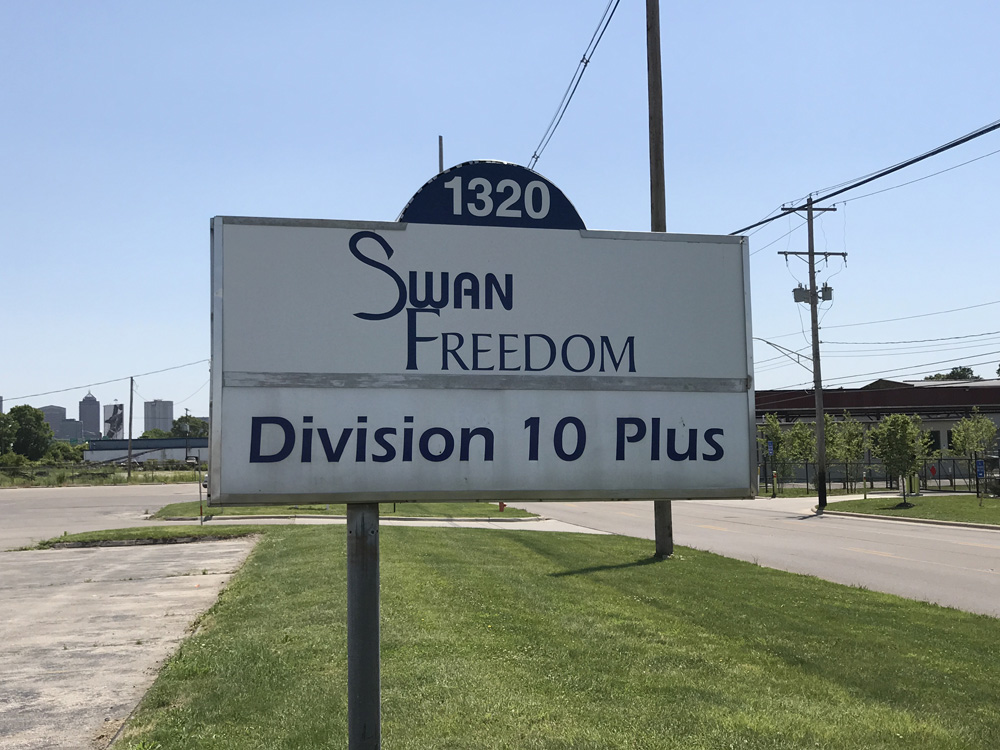 1320
SWAN
FREEDOM
Division 10 Plus